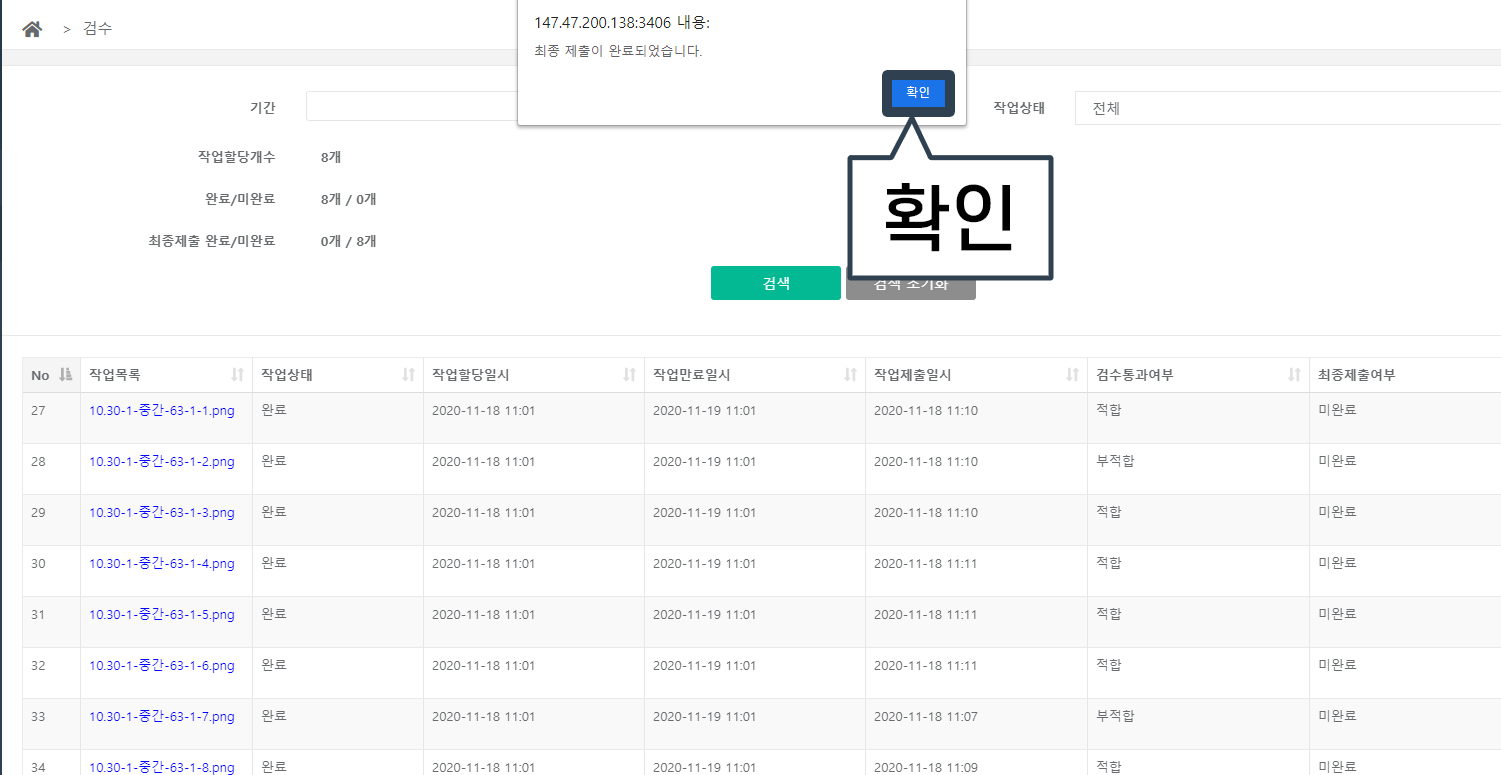 147.47.200.138:3406 내용:
최종 제출이 완료되었습니다.
확인
> 검수
기간
작업상태 전체
확인
작업할당개수 8개
완료/미완료 8개 / 0개
최종제출 완료/미완료 0개 / 8개
검색 검색 초기화
No 작업목록 작업상태 작업할당일시 작업만료일시 작업제출일시 검수통과여부 최종제출여부
27 10.30-1-중간-63-1-1.png 완료 2020-11-18 11:01 2020-11-19 11:01 2020-11-18 11:10 적합 미완료
28 10.30-1-중간-63-1-2.png 완료 2020-11-18 11:01 2020-11-19 11:01 2020-11-18 11:10 부적합 미완료
29 10.30-1-중간-63-1-3.png 완료 2020-11-18 11:01 2020-11-19 11:01 2020-11-18 11:10 적합 미완료
30 10.30-1-중간-63-1-4.png 완료 2020-11-18 11:01 2020-11-19 11:01 2020-11-18 11:11 적합 미완료
31 10.30-1-중간-63-1-5.png 완료 2020-11-18 11:01 2020-11-19 11:01 2020-11-18 11:11 적합 미완료
32 10.30-1-중간-63-1-6.png 완료 2020-11-18 11:01 2020-11-19 11:01 2020-11-18 11:11 적합 미완료
33 10.30-1-중간-63-1-7.png 완료 2020-11-18 11:01 2020-11-19 11:01 2020-11-18 11:07 부적합 미완료
34 10.30-1-중간-63-1-8.png 완료 2020-11-18 11:01 2020-11-19 11:01 2020-11-18 11:09 적합 미완료